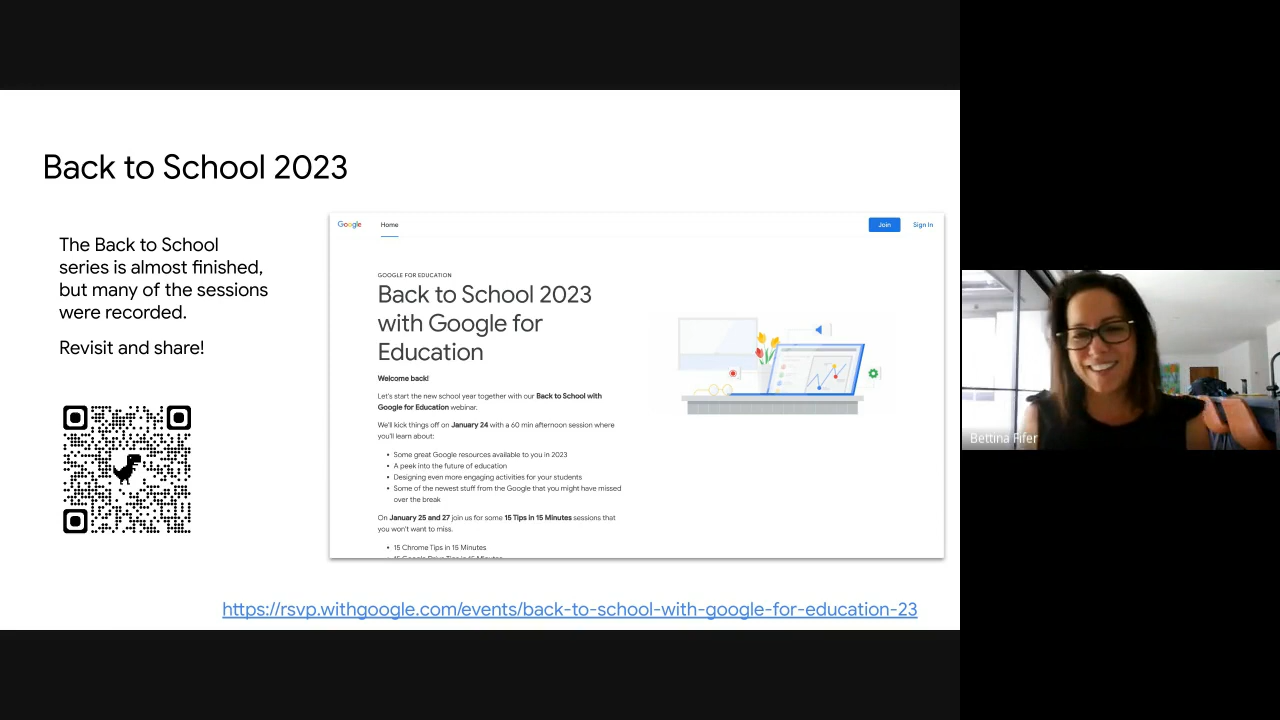 Back to School 2023
The Back to School
series is almost finished,
but many of the sessions
were recorded.
Revisit and share!
Google
Home
Join
Sign In
GOOGLE FOR EDUCATION
Back to School 2023
with Google for
Education
Welcome back!
Let's start the new school year together with our Back to School with
Google for Education webinar.
We'll kick things off on January 24 with a 60 min afternoon session where
you'll learn about:
• Some great Google resources available to you in 2023
• A peek into the future of education
• Designing even more engaging activities for your students
• Some of the newest stuff from the Google that you might have missed
over the break
On January 25 and 27 join us for some 15 Tips in 15 Minutes sessions that
you won't want to miss.
• 15 Chrome Tips in 15 Minutes
• 15 Google Drive Tips in 15 Minutes
https://rsvp.withgoogle.com/events/back-to-school-with-google-for-education-23
Bettina Fifer